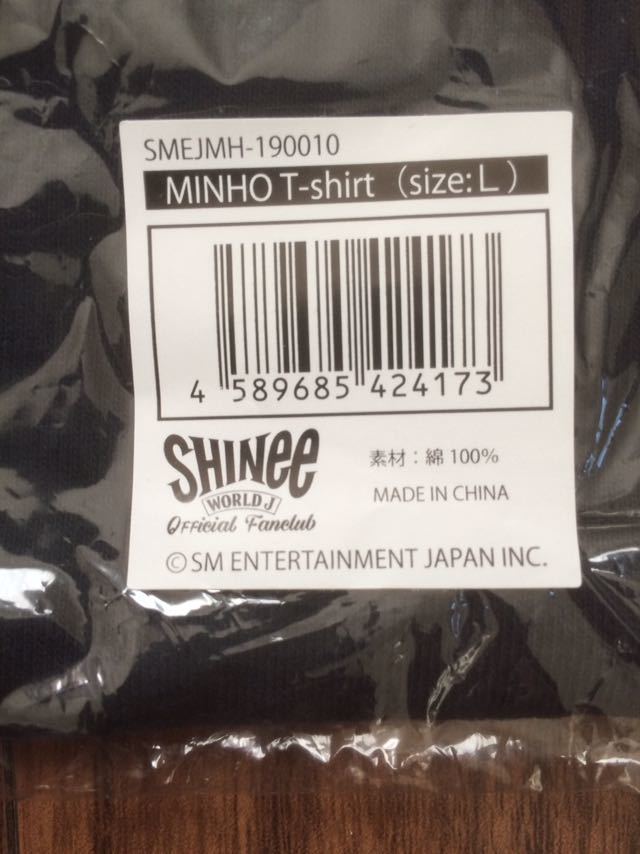 SMEJMH-190010
MINHO T-shirt（size:L）
4 589685 424173
SHINee
WORLD J
Official Fanclub
素材：綿 100%
MADE IN CHINA
©SM ENTERTAINMENT JAPAN INC.